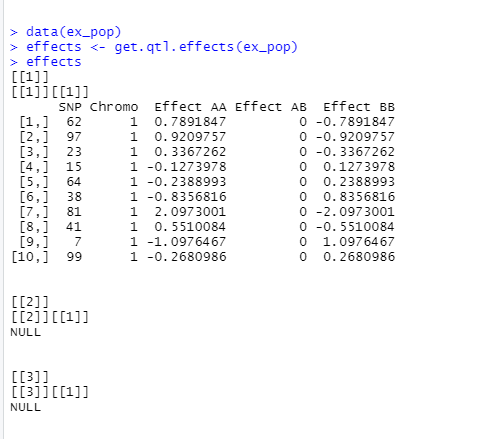 > data(ex_pop)
> effects <- get.qtl.effects(ex_pop)
> effects
[[1]]
[[1]][[1]]
      SNP Chromo  Effect AA Effect AB  Effect BB
 [1,]  62      1  0.7891847         0 -0.7891847
 [2,]  97      1  0.9209757         0 -0.9209757
 [3,]  23      1  0.3367262         0 -0.3367262
 [4,]  15      1 -0.1273978         0  0.1273978
 [5,]  64      1 -0.2388993         0  0.2388993
 [6,]  38      1 -0.8356816         0  0.8356816
 [7,]  81      1  2.0973001         0 -2.0973001
 [8,]  41      1  0.5510084         0 -0.5510084
 [9,]   7      1 -1.0976467         0  1.0976467
[10,]  99      1 -0.2680986         0  0.2680986
[[2]]
[[2]][[1]]
NULL
[[3]]
[[3]][[1]]
NULL